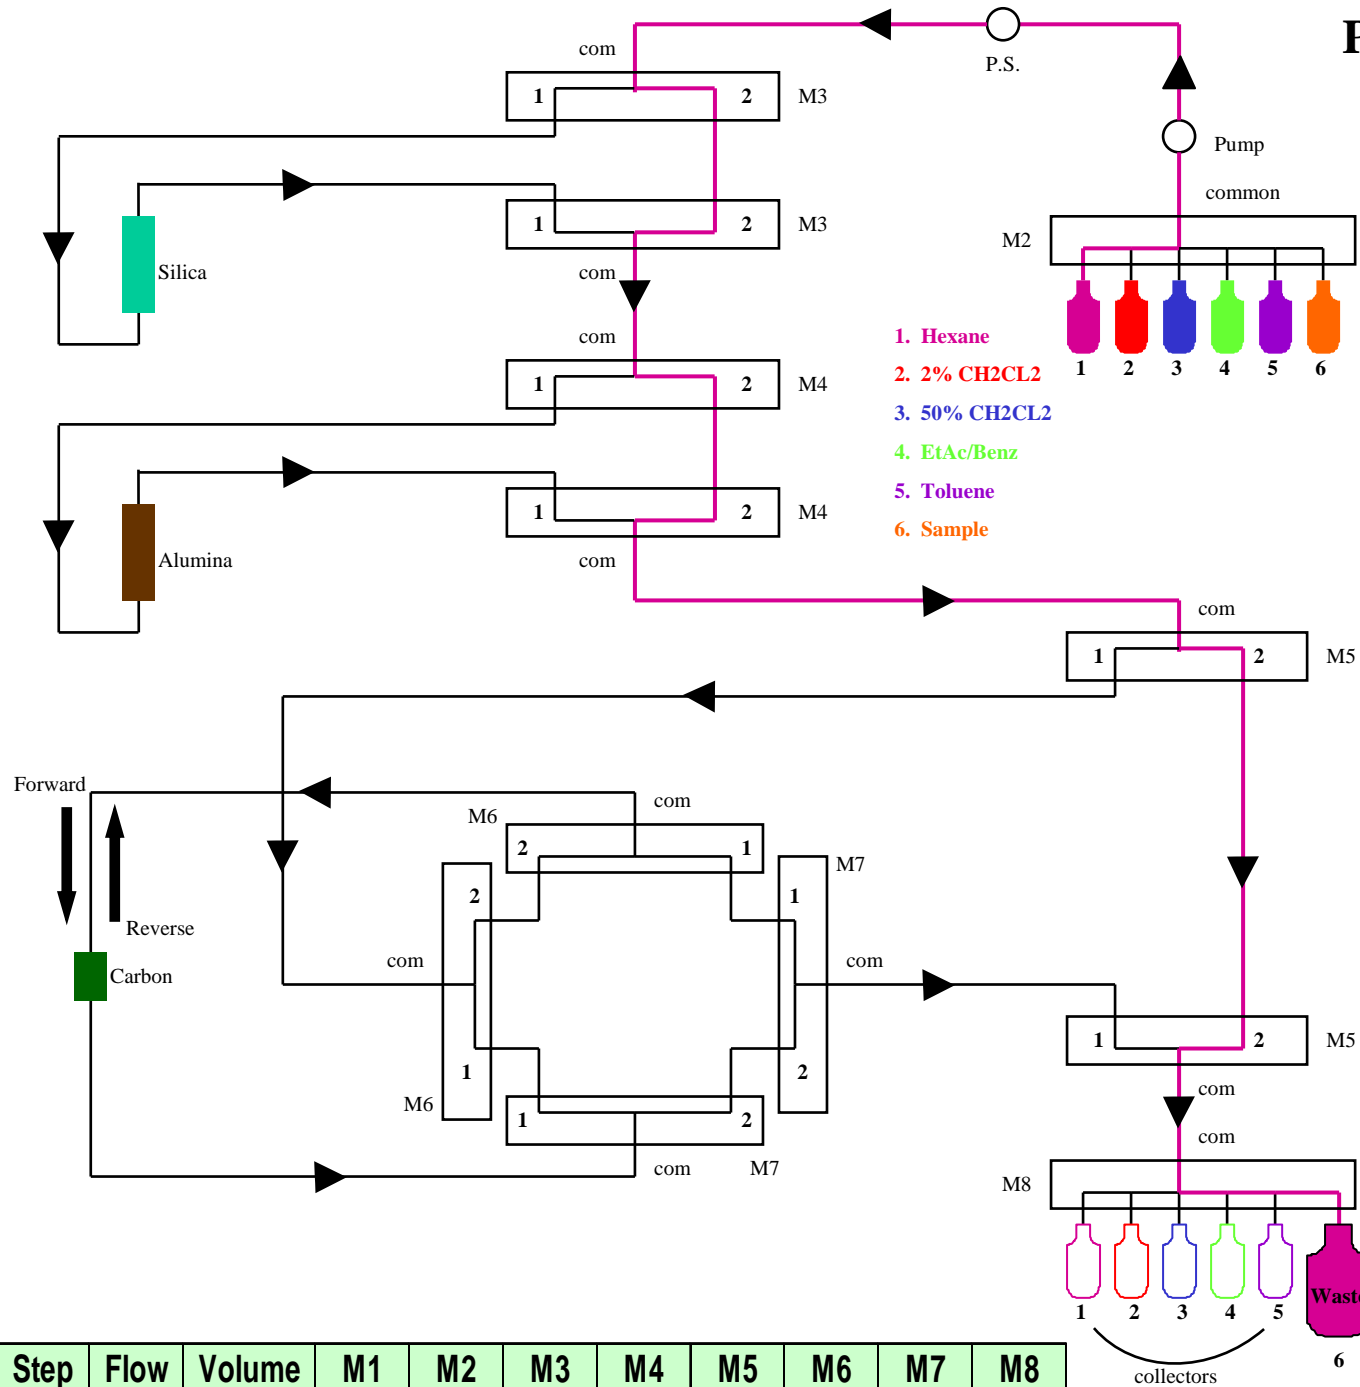 P
com
P.S.
1 2 M3
Pump
common
1 2 M3
M2
Silica
com
com
1. Hexane
1 2 3 4 5 6
1 2 M4
2. 2% CH2CL2
3. 50% CH2CL2
4. EtAc/Benz
5. Toluene
1 2 M4
6. Sample
Alumina
com
com
1 2 M5
Forward
com
M6
2 1
M7
2
1
Reverse
com
com
Carbon
1 2 M5
1
2
M6
com
1 2
com
com
M7
M8
1 2 3 4 5
Waste
6
collectors
Step Flow Volume M1 M2 M3 M4 M5 M6 M7 M8